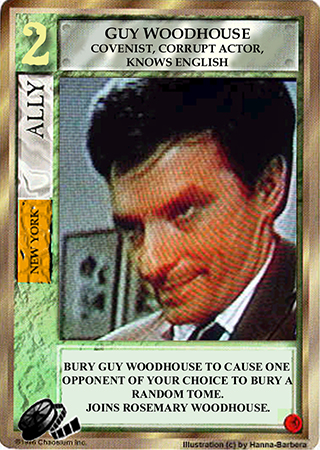 2
GUY WOODHOUSE
COVENIST, CORRUPT ACTOR,
KNOWS ENGLISH
ALLY
NEW YORK
BURY GUY WOODHOUSE TO CAUSE ONE
OPPONENT OF YOUR CHOICE TO BURY A
RANDOM TOME.
JOINS ROSEMARY WOODHOUSE.
©1996 Chaosium Inc.
Illustration (c) by Hanna-Barbera